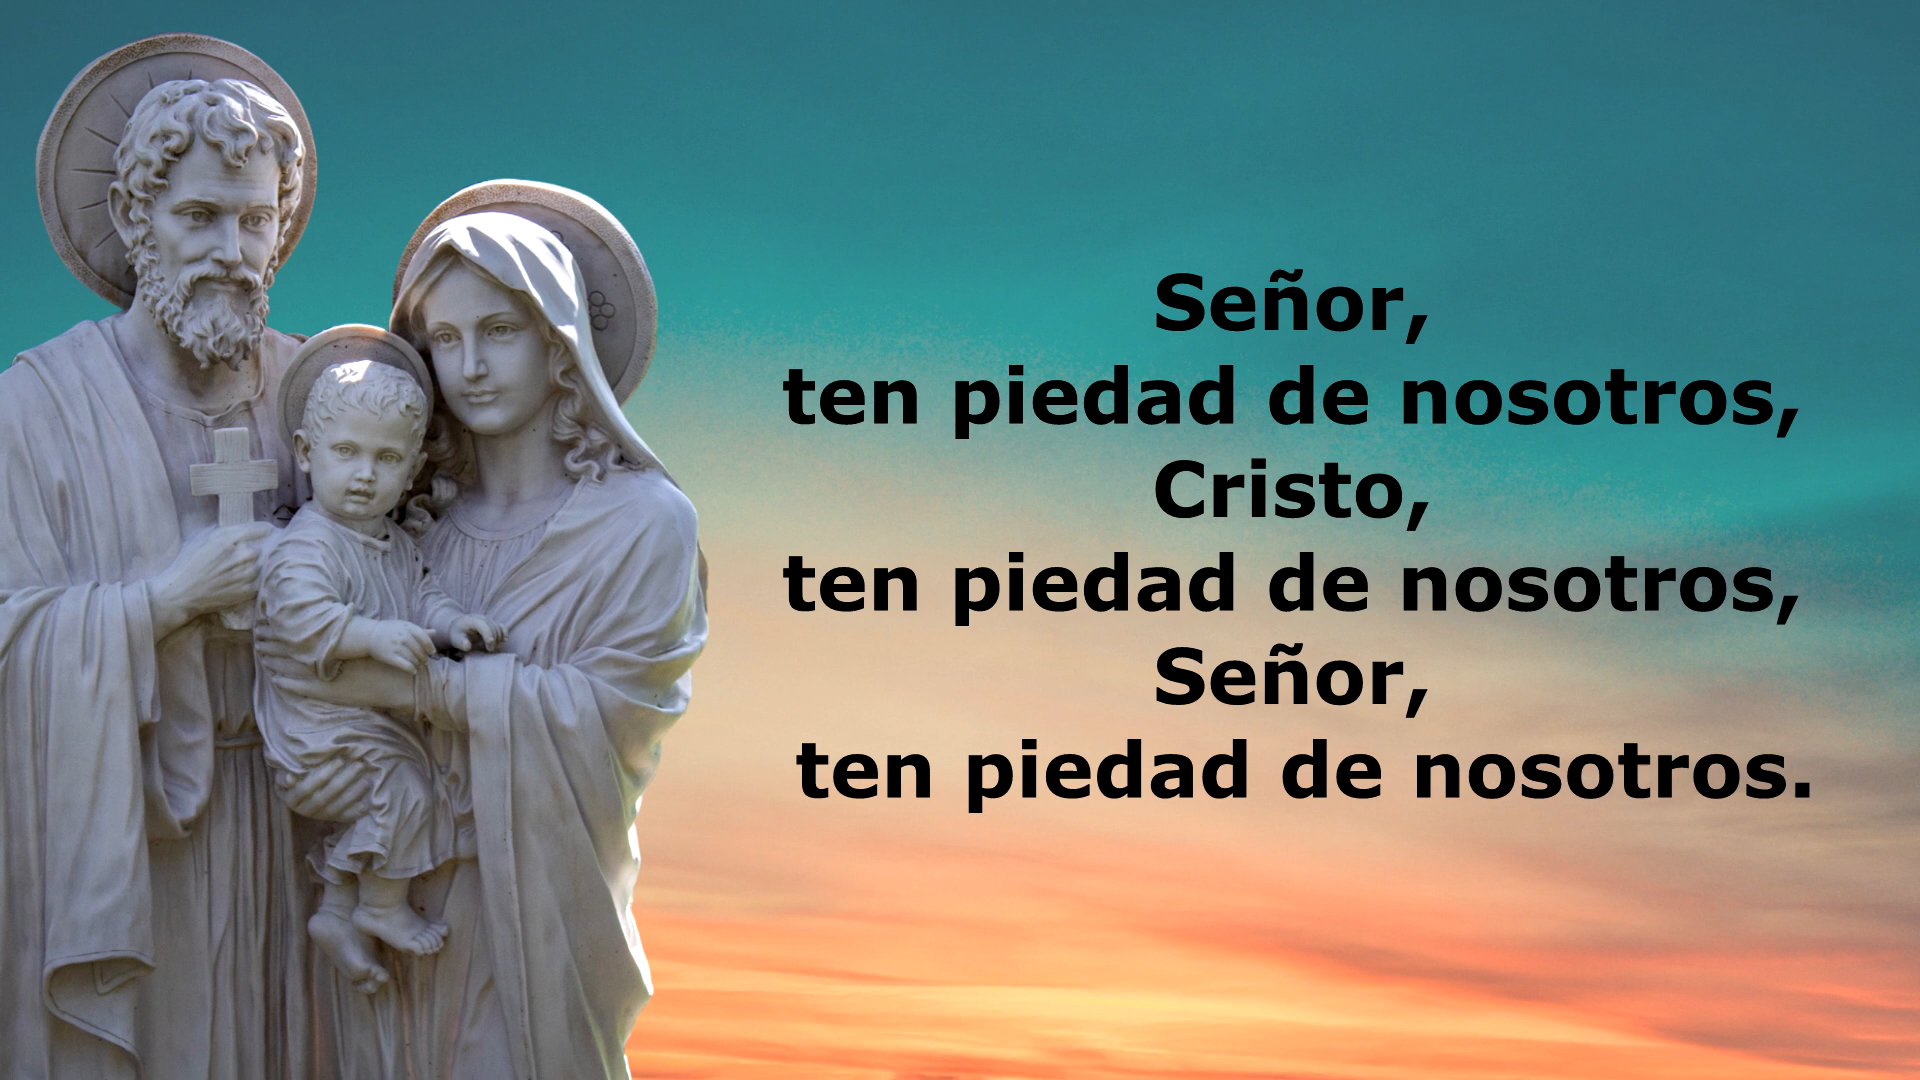 Señor,
ten piedad de nosotros,
Cristo,
ten piedad de nosotros,
Señor,
ten piedad de nosotros.